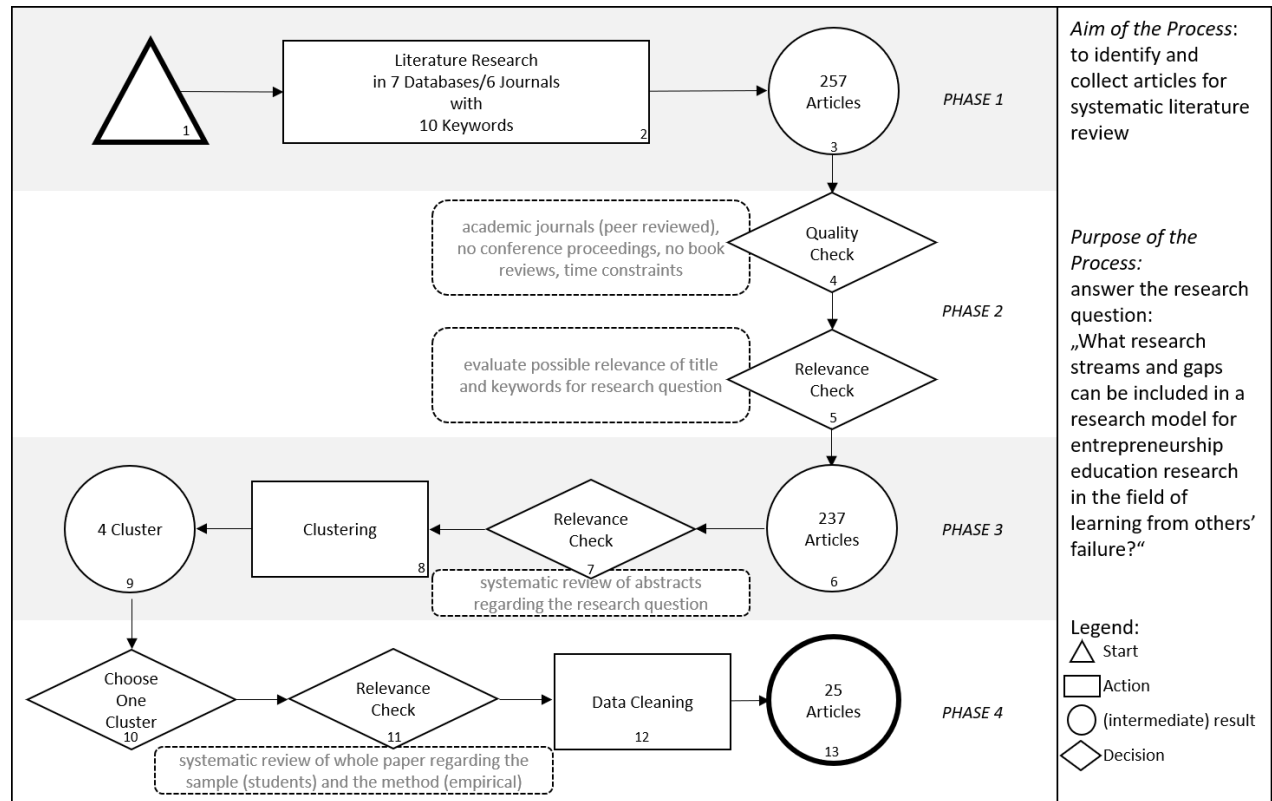 1
Literature Research
in 7 Databases/6 Journals
with
10 Keywords
2
257
Articles
3
PHASE 1
academic journals (peer reviewed),
no conference proceedings, no book
reviews, time constraints
Quality
Check
4
PHASE 2
evaluate possible relevance of title
and keywords for research question
Relevance
Check
5
4 Cluster
9
Clustering
8
Relevance
Check
7
systematic review of abstracts
regarding the research question
237
Articles
6
PHASE 3
Choose
One
Cluster
10
Relevance
Check
11
systematic review of whole paper regarding the
sample (students) and the method (empirical)
Data Cleaning
12
25
Articles
13
PHASE 4
Aim of the Process:
to identify and
collect articles for
systematic literature
review
Purpose of the
Process:
answer the research
question:
„What research
streams and gaps
can be included in a
research model for
entrepreneurship
education research
in the field of
learning from others’
failure?“
Legend:
Start
Action
(intermediate) result
Decision